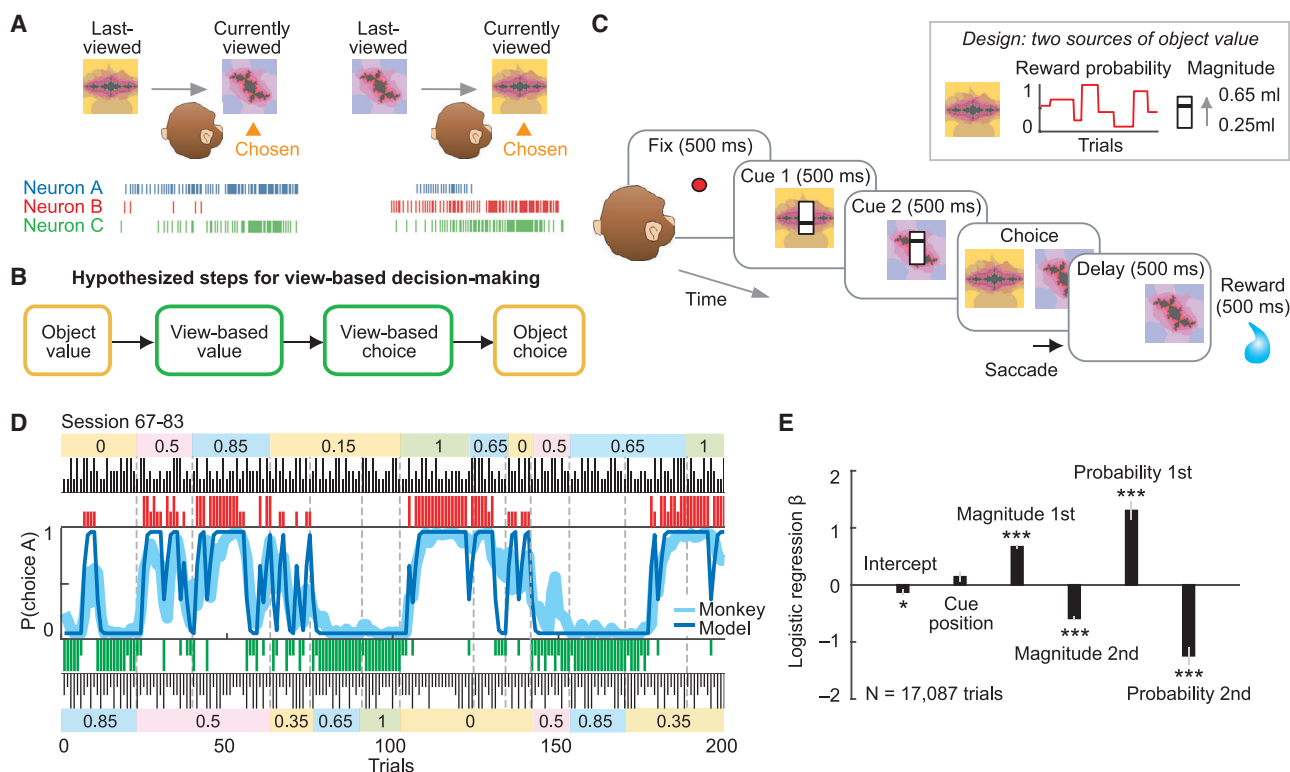 A
Last-
viewed
Currently
viewed
Last-
viewed
Currently
viewed
Chosen
Chosen
Neuron A
Neuron B
Neuron C
B
Hypothesized steps for view-based decision-making
Object
value
View-based
value
View-based
choice
Object
choice
C
Design: two sources of object value
Reward probability
1
0
Trials
Magnitude
0.65 ml
0.25ml
Fix (500 ms)
Cue 1 (500 ms)
Cue 2 (500 ms)
Choice
Delay (500 ms)
Reward
(500 ms)
Time
Saccade
D
Session 67-83
0 0.5 0.85 0.15 1 0.65 0 0.5 0.65 1
P(choice A)
1
0
Monkey
Model
0.85 0.5 0.35 0.65 1 0 0.5 0.85 0.35
0 50 100 150 200
Trials
E
Logistic regression β
2
1
0
−1
−2
Intercept
*
Cue
position
Magnitude 1st
***
***
Magnitude 2nd
Probability 1st
***
***
Probability 2nd
N = 17,087 trials